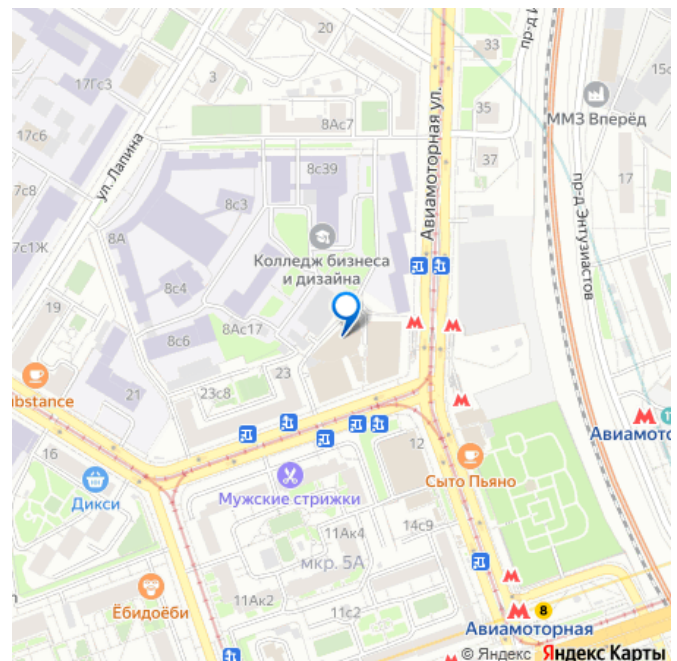 20
33
3
17Гс3
15с
ММЗ Вперёд
35
8Ас7
17с6
ул. Лапина
37
17
8с39
17с8
8с3
Авиамоторная ул.
пр-д Энтузиастов
8А
Колледж бизнеса
и дизайна
7с1Ж
8с4
19
8Ас17
8с6
23
23с8
bstance
21
Авиамото
12
16
Сыто Пьяно
Дикси
Мужские стрижки
11Ак4
14с9
мкр. 5А
Ёбидоёби
11Ак2
11с2
8
Авиамоторная
© Яндекс Яндекс Карты